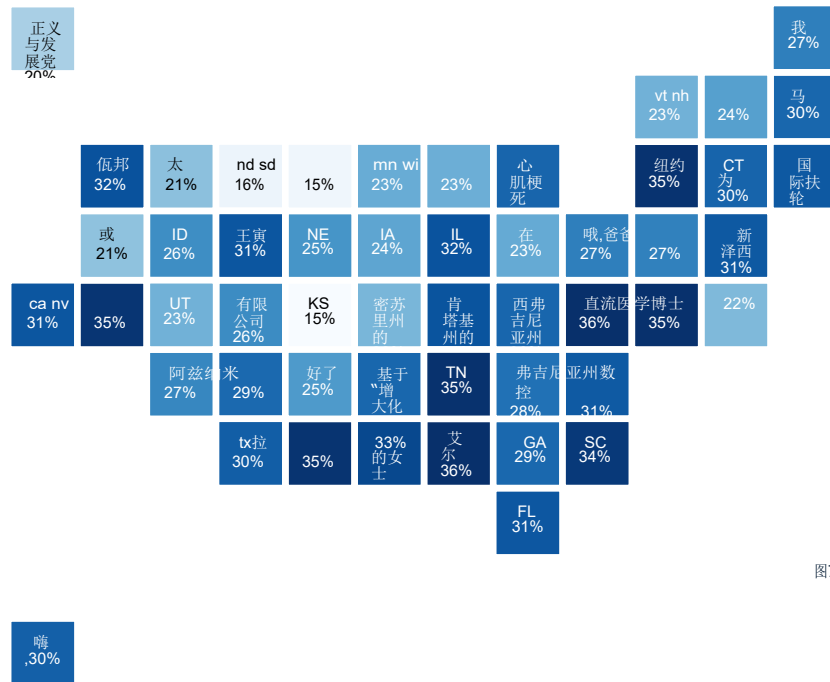 正义
与发
展党
20%
我
27%
vt nh
23%
24%
马
30%
佤邦
32%
太
21%
nd sd
16%
15%
mn wi
23%
23%
心
肌梗
死
纽约
35%
CT
为
30%
国
际扶
轮
或
21%
ID
26%
王寅
31%
NE
25%
IA
24%
IL
32%
在
23%
哦,爸爸
27%
27%
新
泽西
31%
ca nv
31%
35%
UT
23%
有限
公司
26%
KS
15%
密苏
里州
的
肯
塔基
州的
西弗
吉尼
亚州
直流医学博士
36%
35%
22%
阿兹纳米
27%
29%
好了
25%
基于
“增
大化
TN
35%
弗吉尼亚州数
控
28%
31%
tx拉
30%
35%
33%
的女
士
艾
尔
36%
GA
29%
SC
34%
FL
31%
图
嗨
,30%